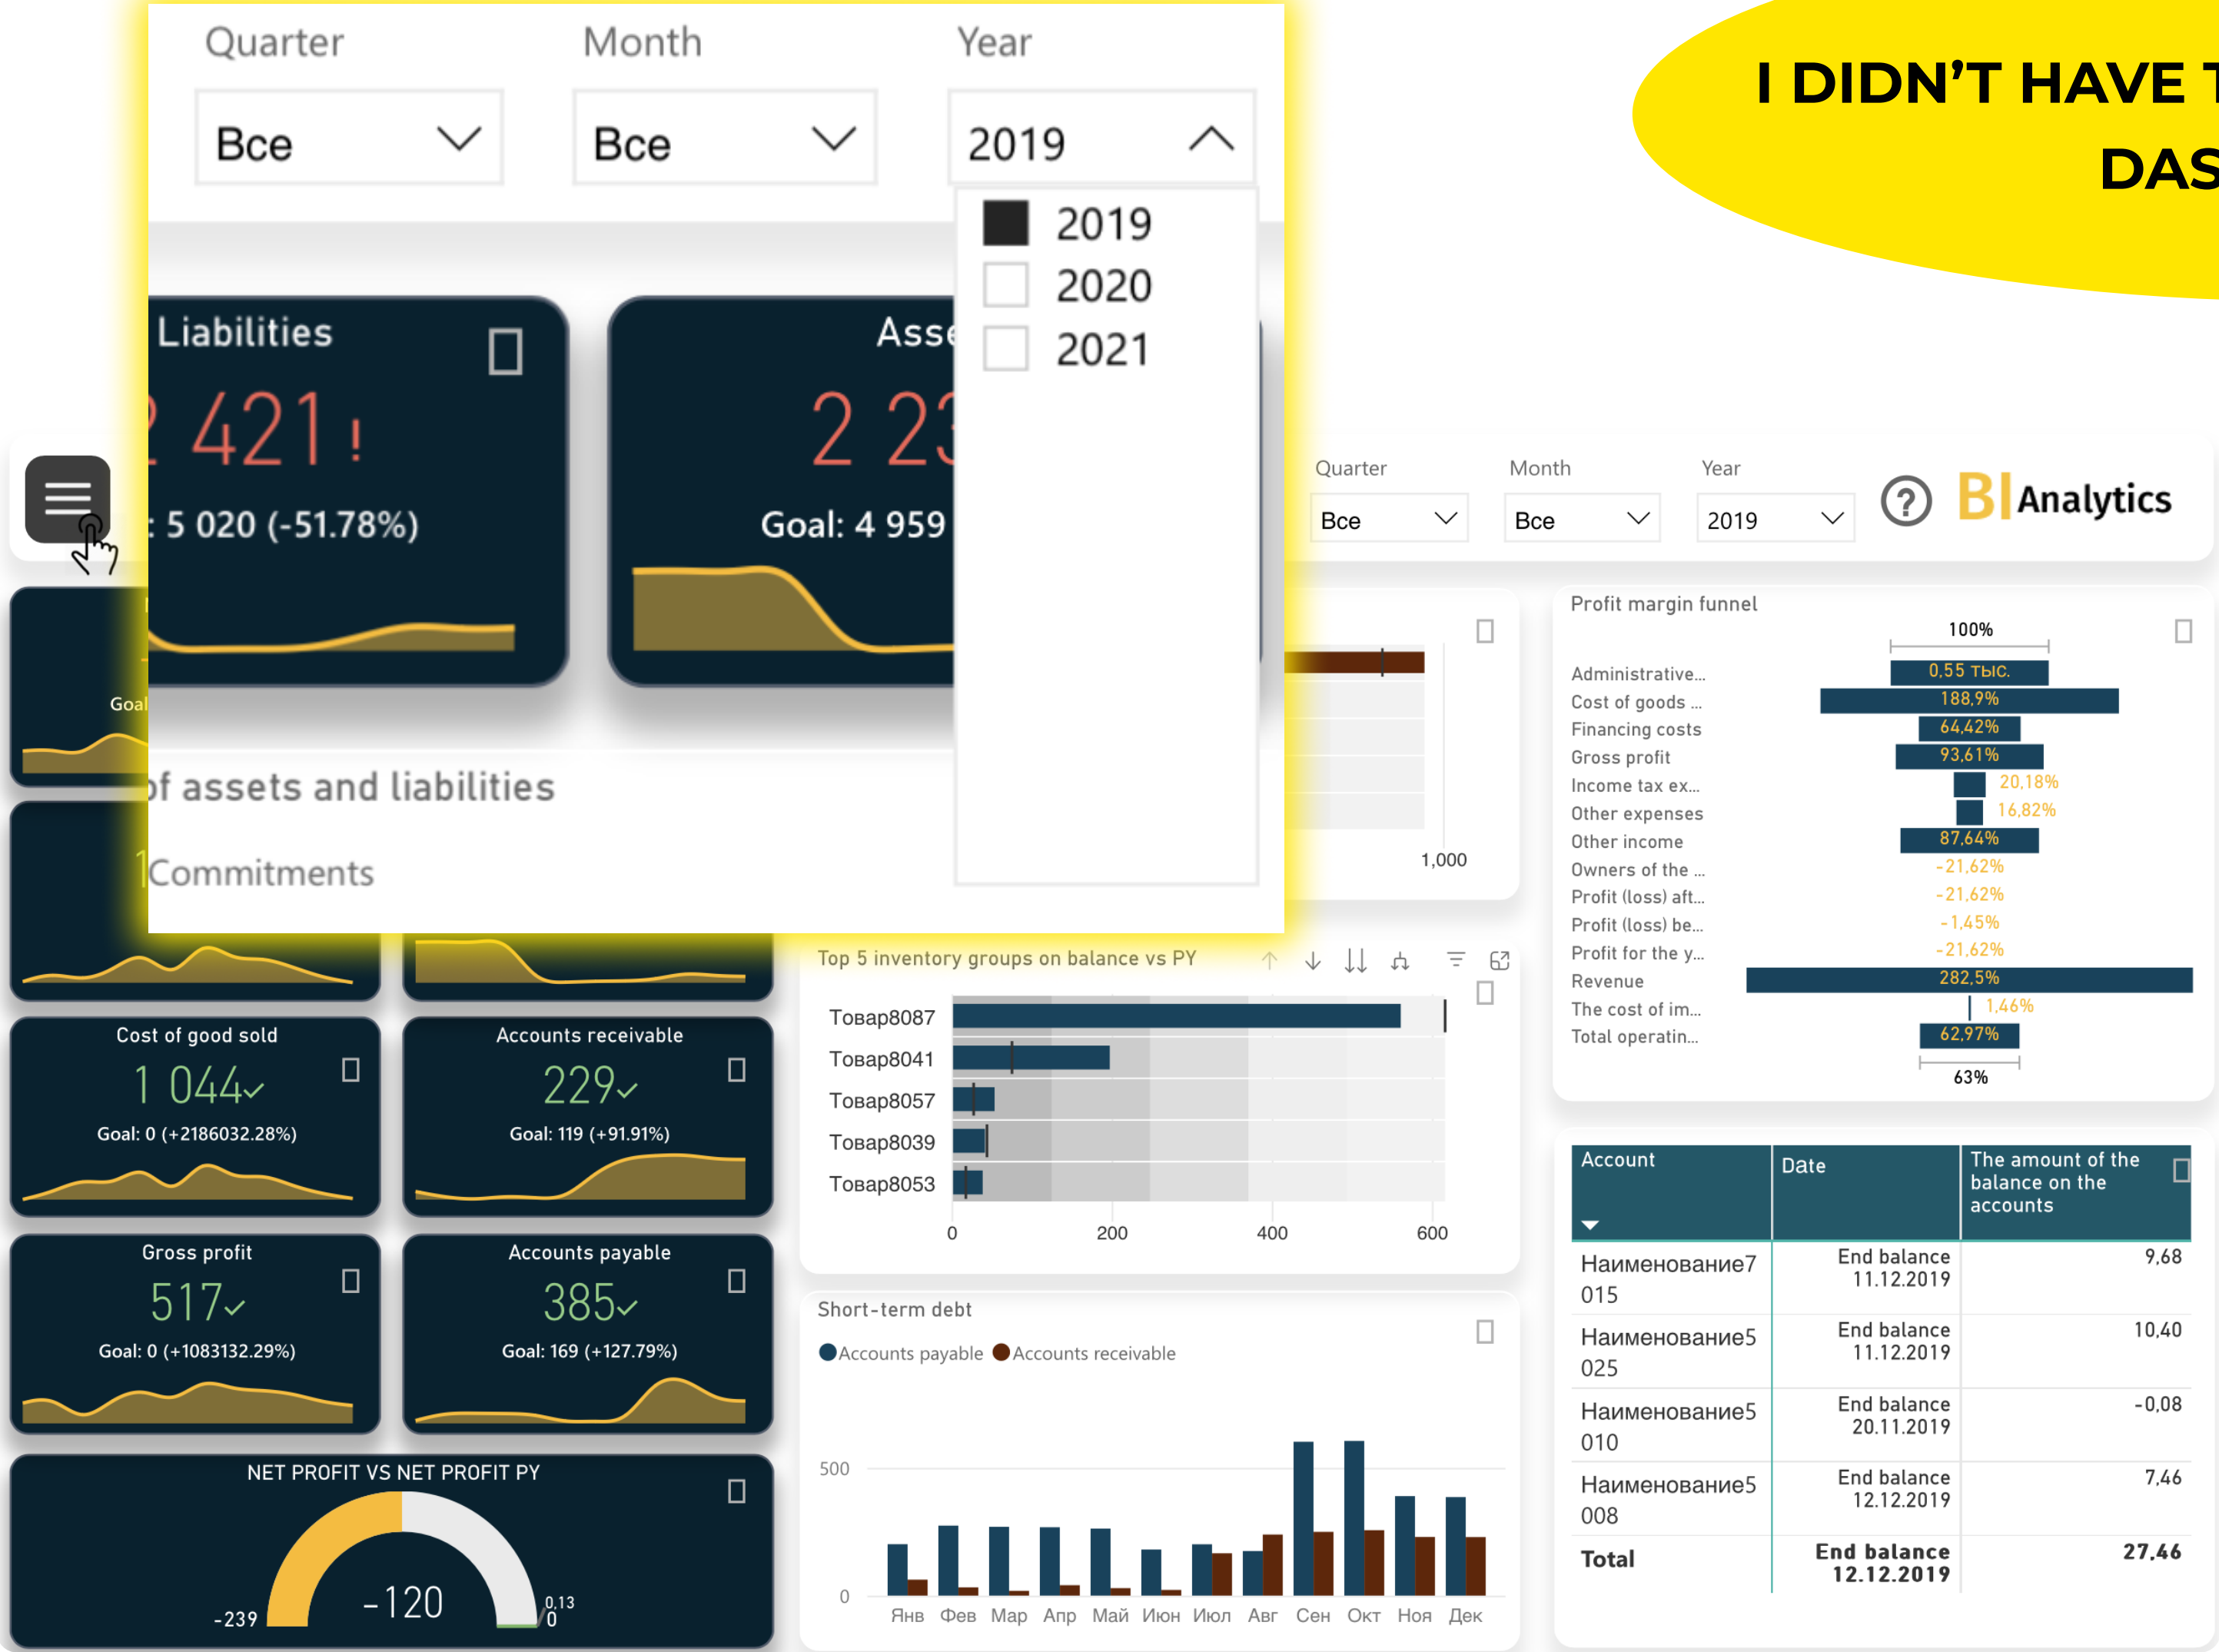 Quarter Month Year
Все Все 2019
2019
2020
2021
Liabilities
421 !
: 5 020 (-51.78%)
Goal: 4 959
of assets and liabilities
Commitments
I DIDN’T HAVE
Quarter Month Year
Все Все 2019
? BI Analytics
Goal
1,000
Profit margin funnel
100%
Administrative... 0,55 тыс.
Cost of goods ... 188,9%
Financing costs 64,42%
Gross profit 93,61%
Income tax ex... 20,18%
Other expenses 16,82%
Other income 87,64%
Owners of the ... -21,62%
Profit (loss) aft... -21,62%
Profit (loss) be... -1,45%
Profit for the y... -21,62%
Revenue 282,5%
The cost of im... 1,46%
Total operatin... 62,97%
63%
Top 5 inventory groups on balance vs PY
Товар8087
Товар8041
Товар8057
Товар8039
Товар8053
0 200 400 600
Cost of good sold
1 044
Goal: 0 (+2186032.28%)
Accounts receivable
229
Goal: 119 (+91.91%)
Gross profit
517
Goal: 0 (+1083132.29%)
Accounts payable
385
Goal: 169 (+127.79%)
NET PROFIT VS NET PROFIT PY
-120
-239
0,13
0
Short-term debt
Accounts payable Accounts receivable
500
0
Янв Фев Мар Апр Май Июн Июл Авг Сен Окт Ноя Дек
Account Date The amount of the
balance on the
accounts
Наименование7 End balance 9,68
015 11.12.2019
Наименование5 End balance 10,40
025 11.12.2019
Наименование5 End balance -0,08
010 20.11.2019
Наименование5 End balance 7,46
008 12.12.2019
Total End balance 27,46
12.12.2019